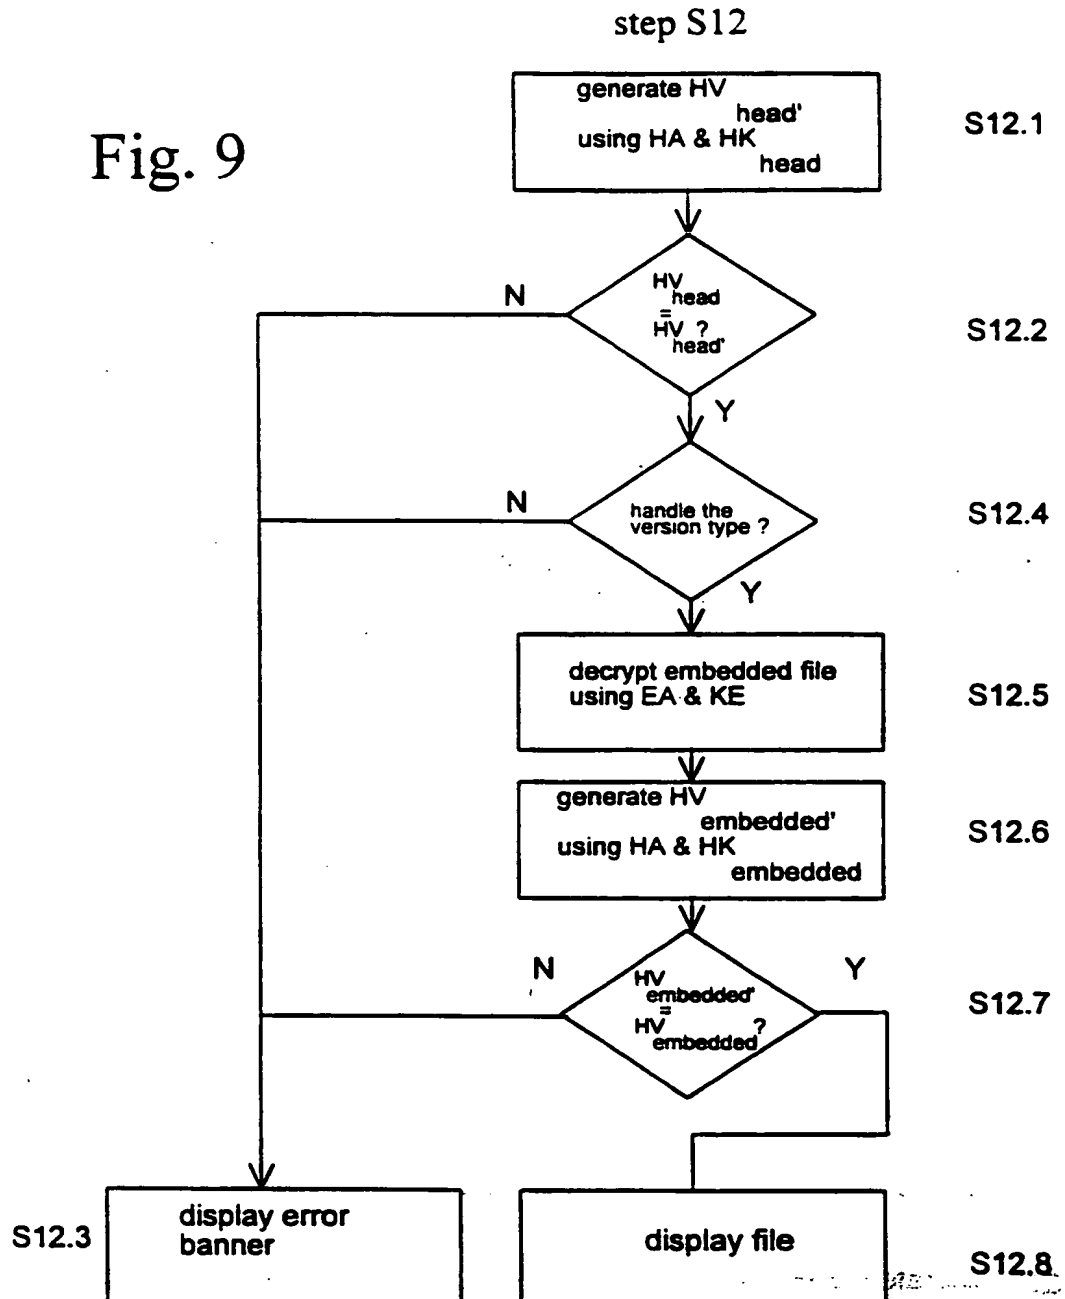 step S12
Fig. 9
generate HV
head'
using HA & HK
head
S12.1
HV
head
=
HV ?
head'
N
S12.2
Y
handle the
version type ?
N
S12.4
Y
decrypt embedded file
using EA & KE
S12.5
generate HV
embedded'
using HA & HK
embedded
S12.6
N
Y
HV
embedded'
=
HV
embedded ?
S12.7
S12.3
display error
banner
display file
S12.8